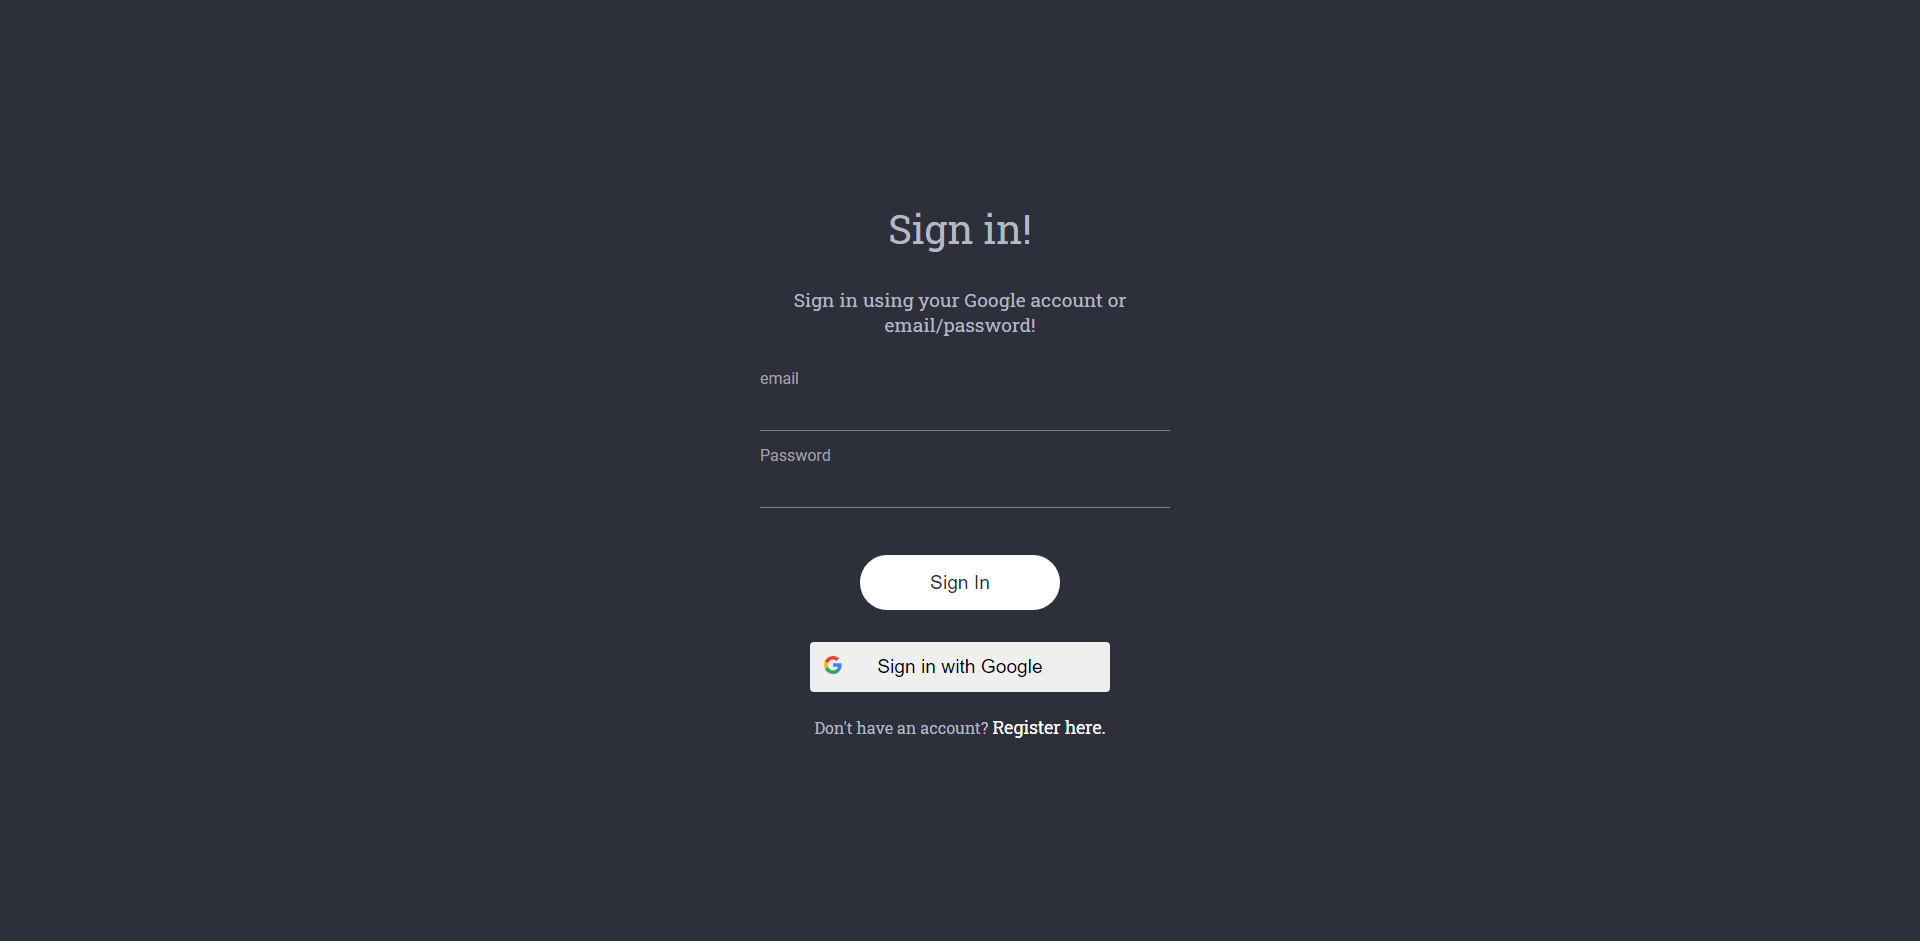 Sign in!
Sign in using your Google account or
email/password!
email
Password
Sign In
Sign in with Google
Don't have an account? Register here.